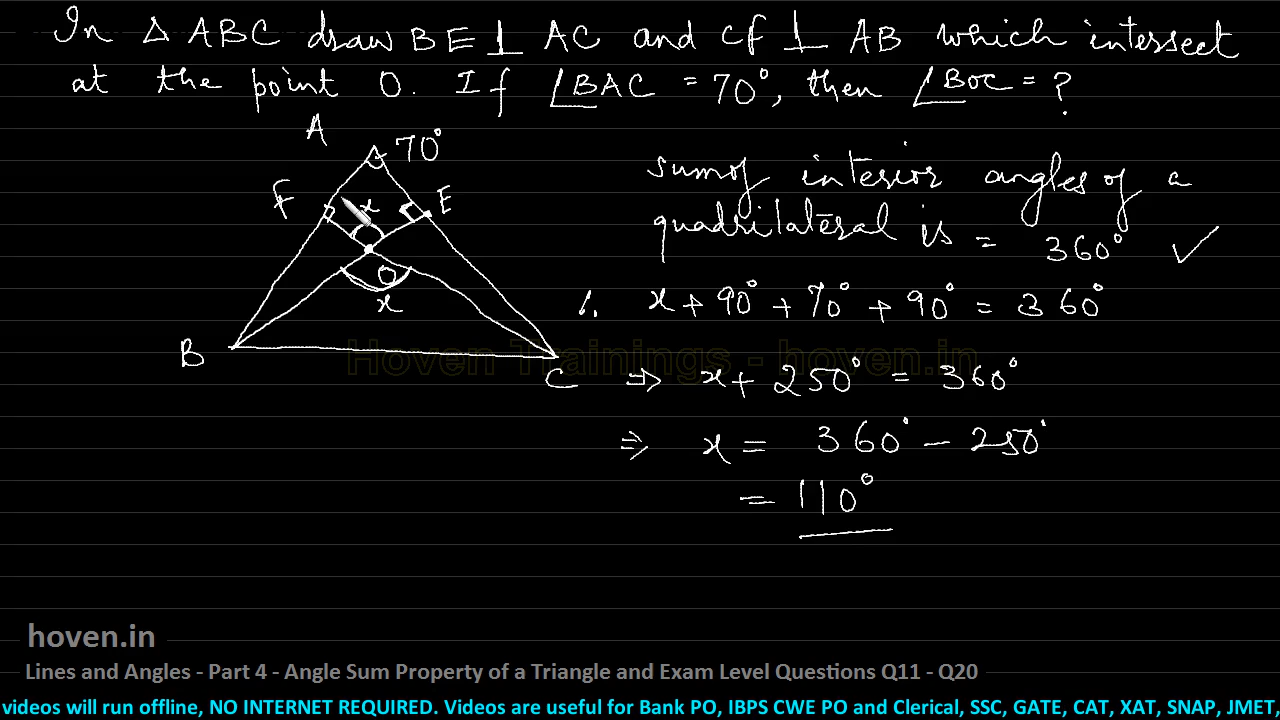 In △ ABC draw BE⊥ AC and CF ⊥ AB which intersect
at the point O. If ∠BAC = 70°, then ∠BOC = ?
A
70°
F
x
E
O
x
B
C
sum of interior angles of a
quadrilateral is = 360° ✓
∴ x + 90° + 70° + 90° = 360°
⇒ x + 250° = 360°
⇒ x = 360° − 250°
= 110°
Hoven Trainings - hoven.in
hoven.in
Lines and Angles - Part 4 - Angle Sum Property of a Triangle and Exam Level Questions Q11 - Q20
videos will run offline, NO INTERNET REQUIRED. Videos are useful for Bank PO, IBPS CWE PO and Clerical, SSC, GATE, CAT, XAT, SNAP, JMET,